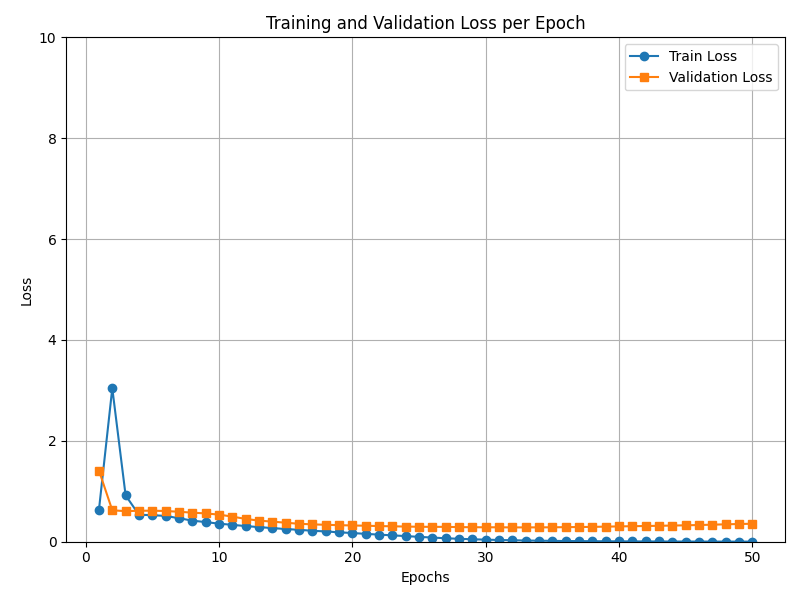 Training and Validation Loss per Epoch
10
8
6
4
2
0
Loss
Train Loss
Validation Loss
0 10 20 30 40 50
Epochs